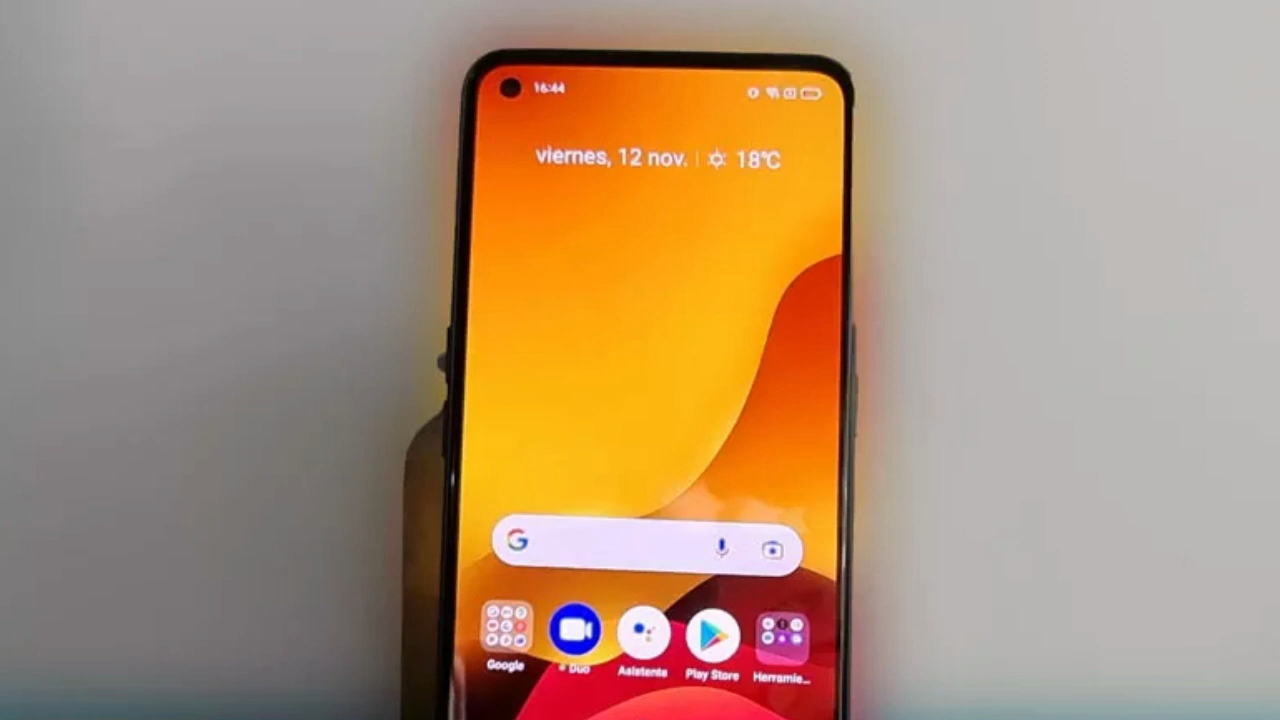 16:44
viernes, 12 nov. | 18°C
G
Google
Duo
Asistente
Play Store
Herramie...